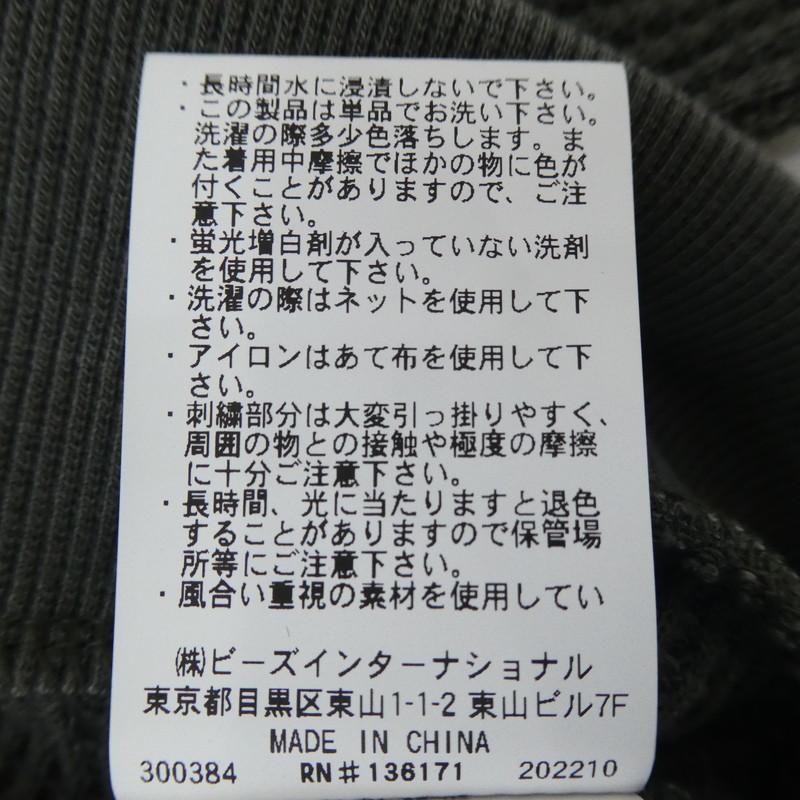 ・長時間水に浸漬しないで下さい。
・この製品は単品でお洗い下さい。
洗濯の際多少色落ちします。ま
た着用中摩擦でほかの物に色が
付くことがありますので、ご注
意下さい。
・蛍光増白剤が入っていない洗剤
を使用して下さい。
・洗濯の際はネットを使用して下
さい。
・アイロンはあて布を使用して下
さい。
・刺繍部分は大変引っ掛りやすく、
周囲の物との接触や極度の摩擦
に十分ご注意下さい。
・長時間、光に当たりますと退色
することがありますので保管場
所等にご注意下さい。
・風合い重視の素材を使用してい
㈱ビーズインターナショナル
東京都目黒区東山1-1-2 東山ビル7F
MADE IN CHINA
300384 RN#136171 202210